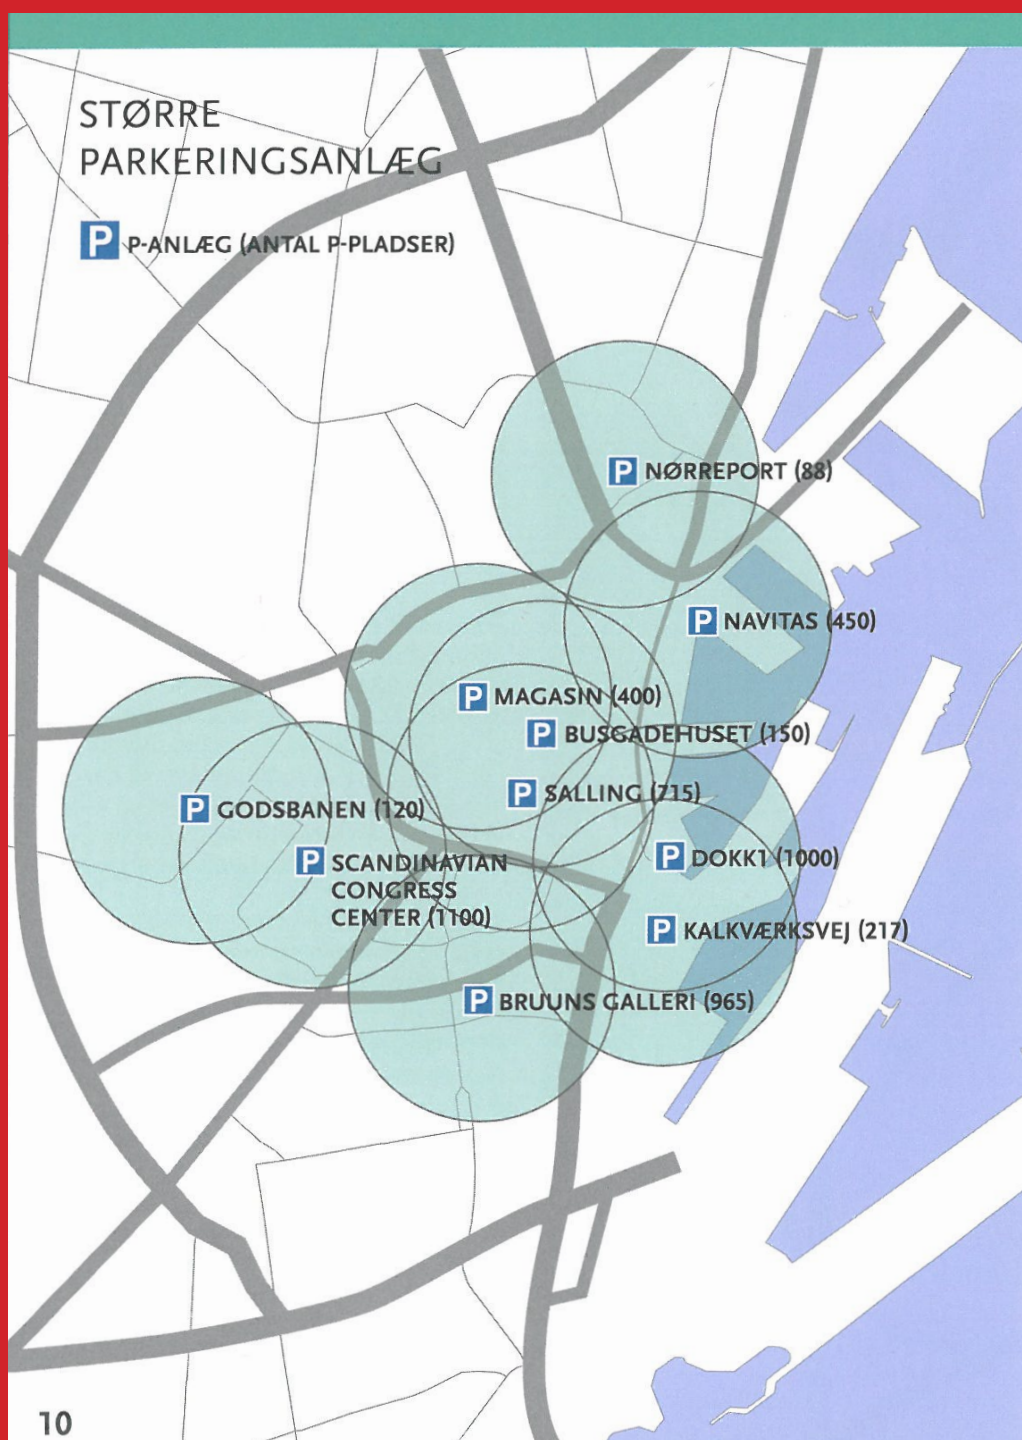 STØRRE
PARKERINGSANLÆG
P P-ANLÆG (ANTAL P-PLADSER)
P NØRREPORT (88)
P NAVITAS (450)
P MAGASIN (400)
P BUSGADEHUSET (150)
P SALLING (715)
P GODSBANEN (120)
P DOKK1 (1000)
P SCANDINAVIAN
CONGRESS
CENTER (1100)
P KALKVÆRKSVEJ (217)
P BRUUNS GALLERI (965)
10